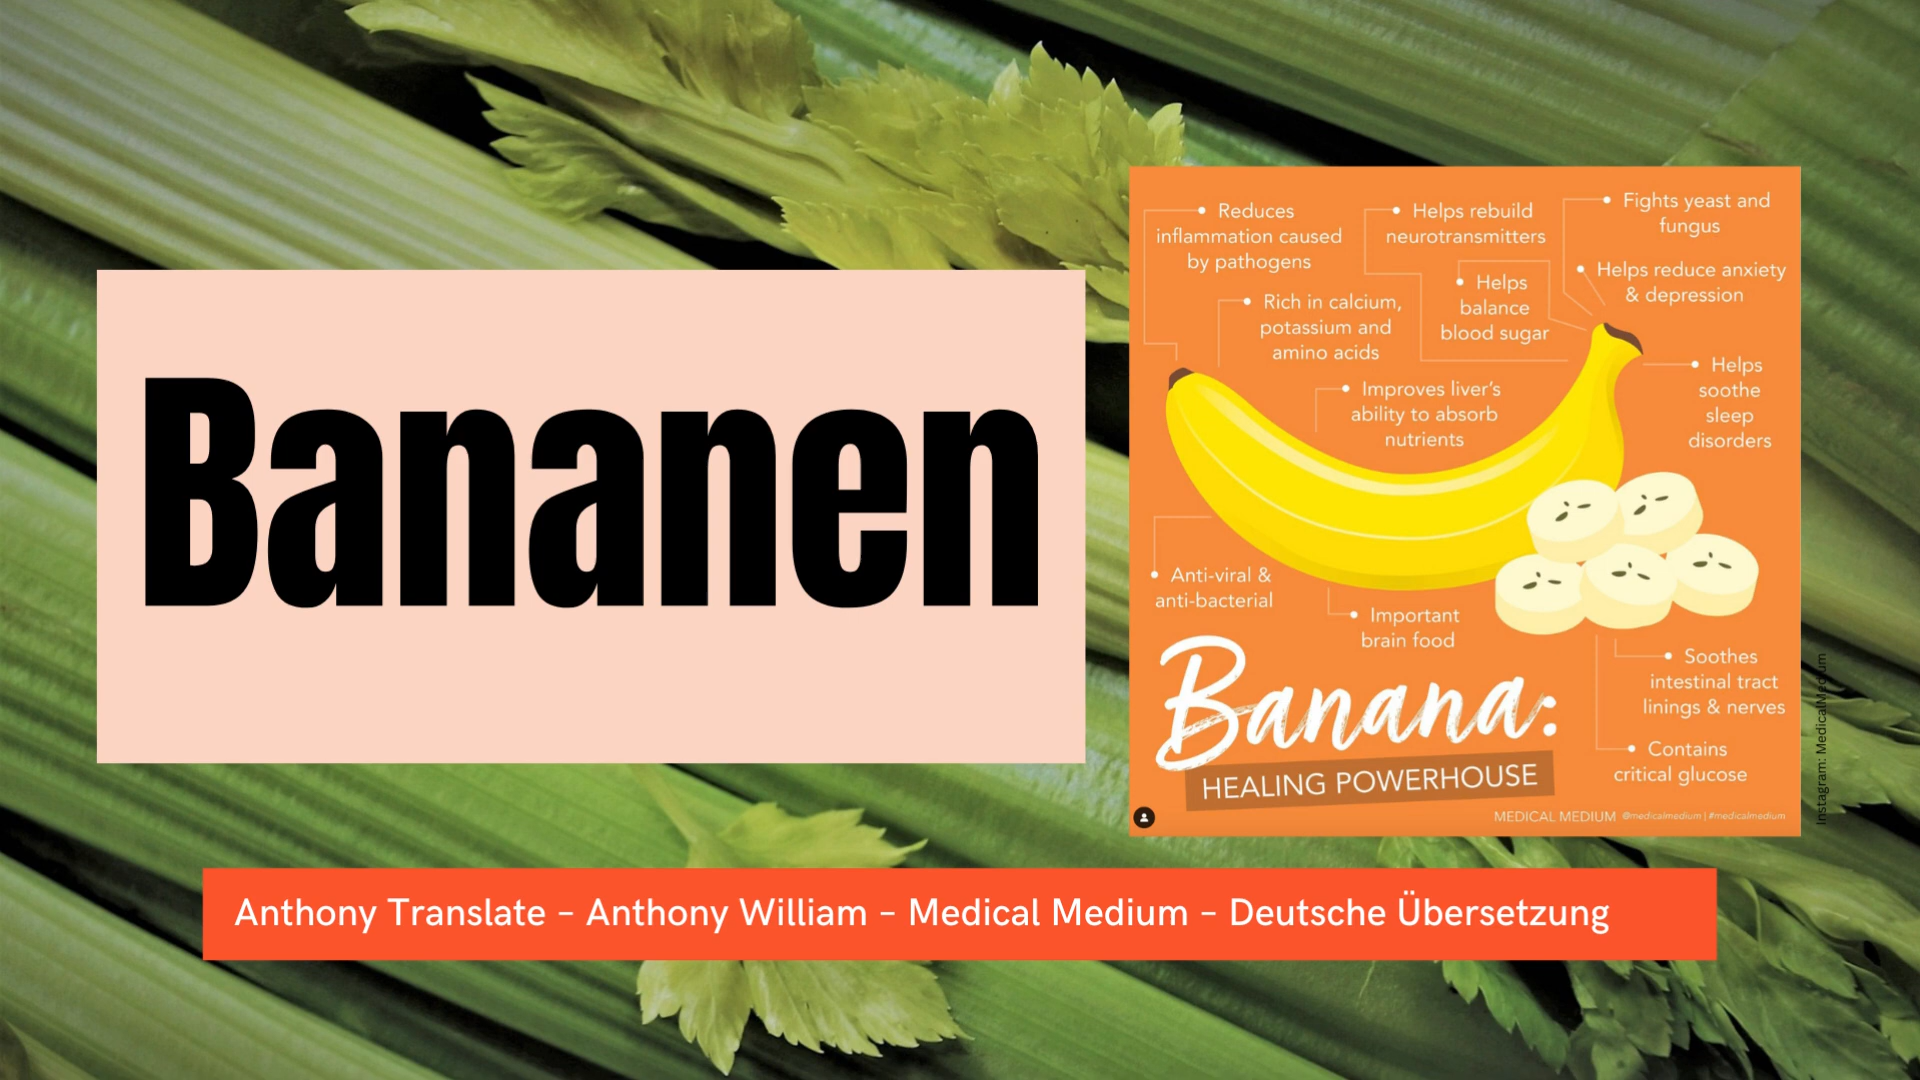 Bananen
Reduces
inflammation caused
by pathogens
Helps rebuild
neurotransmitters
Fights yeast and
fungus
Helps reduce anxiety
& depression
Helps
balance
blood sugar
Rich in calcium,
potassium and
amino acids
Helps
soothe
sleep
disorders
Improves liver's
ability to absorb
nutrients
Anti-viral &
anti-bacterial
Important
brain food
Soothes
intestinal tract
linings & nerves
Contains
critical glucose
Banana:
HEALING POWERHOUSE
MEDICAL MEDIUM @medicalmedium | #medicalmedium
Instagram: MedicalMedium
Anthony Translate – Anthony William – Medical Medium – Deutsche Übersetzung